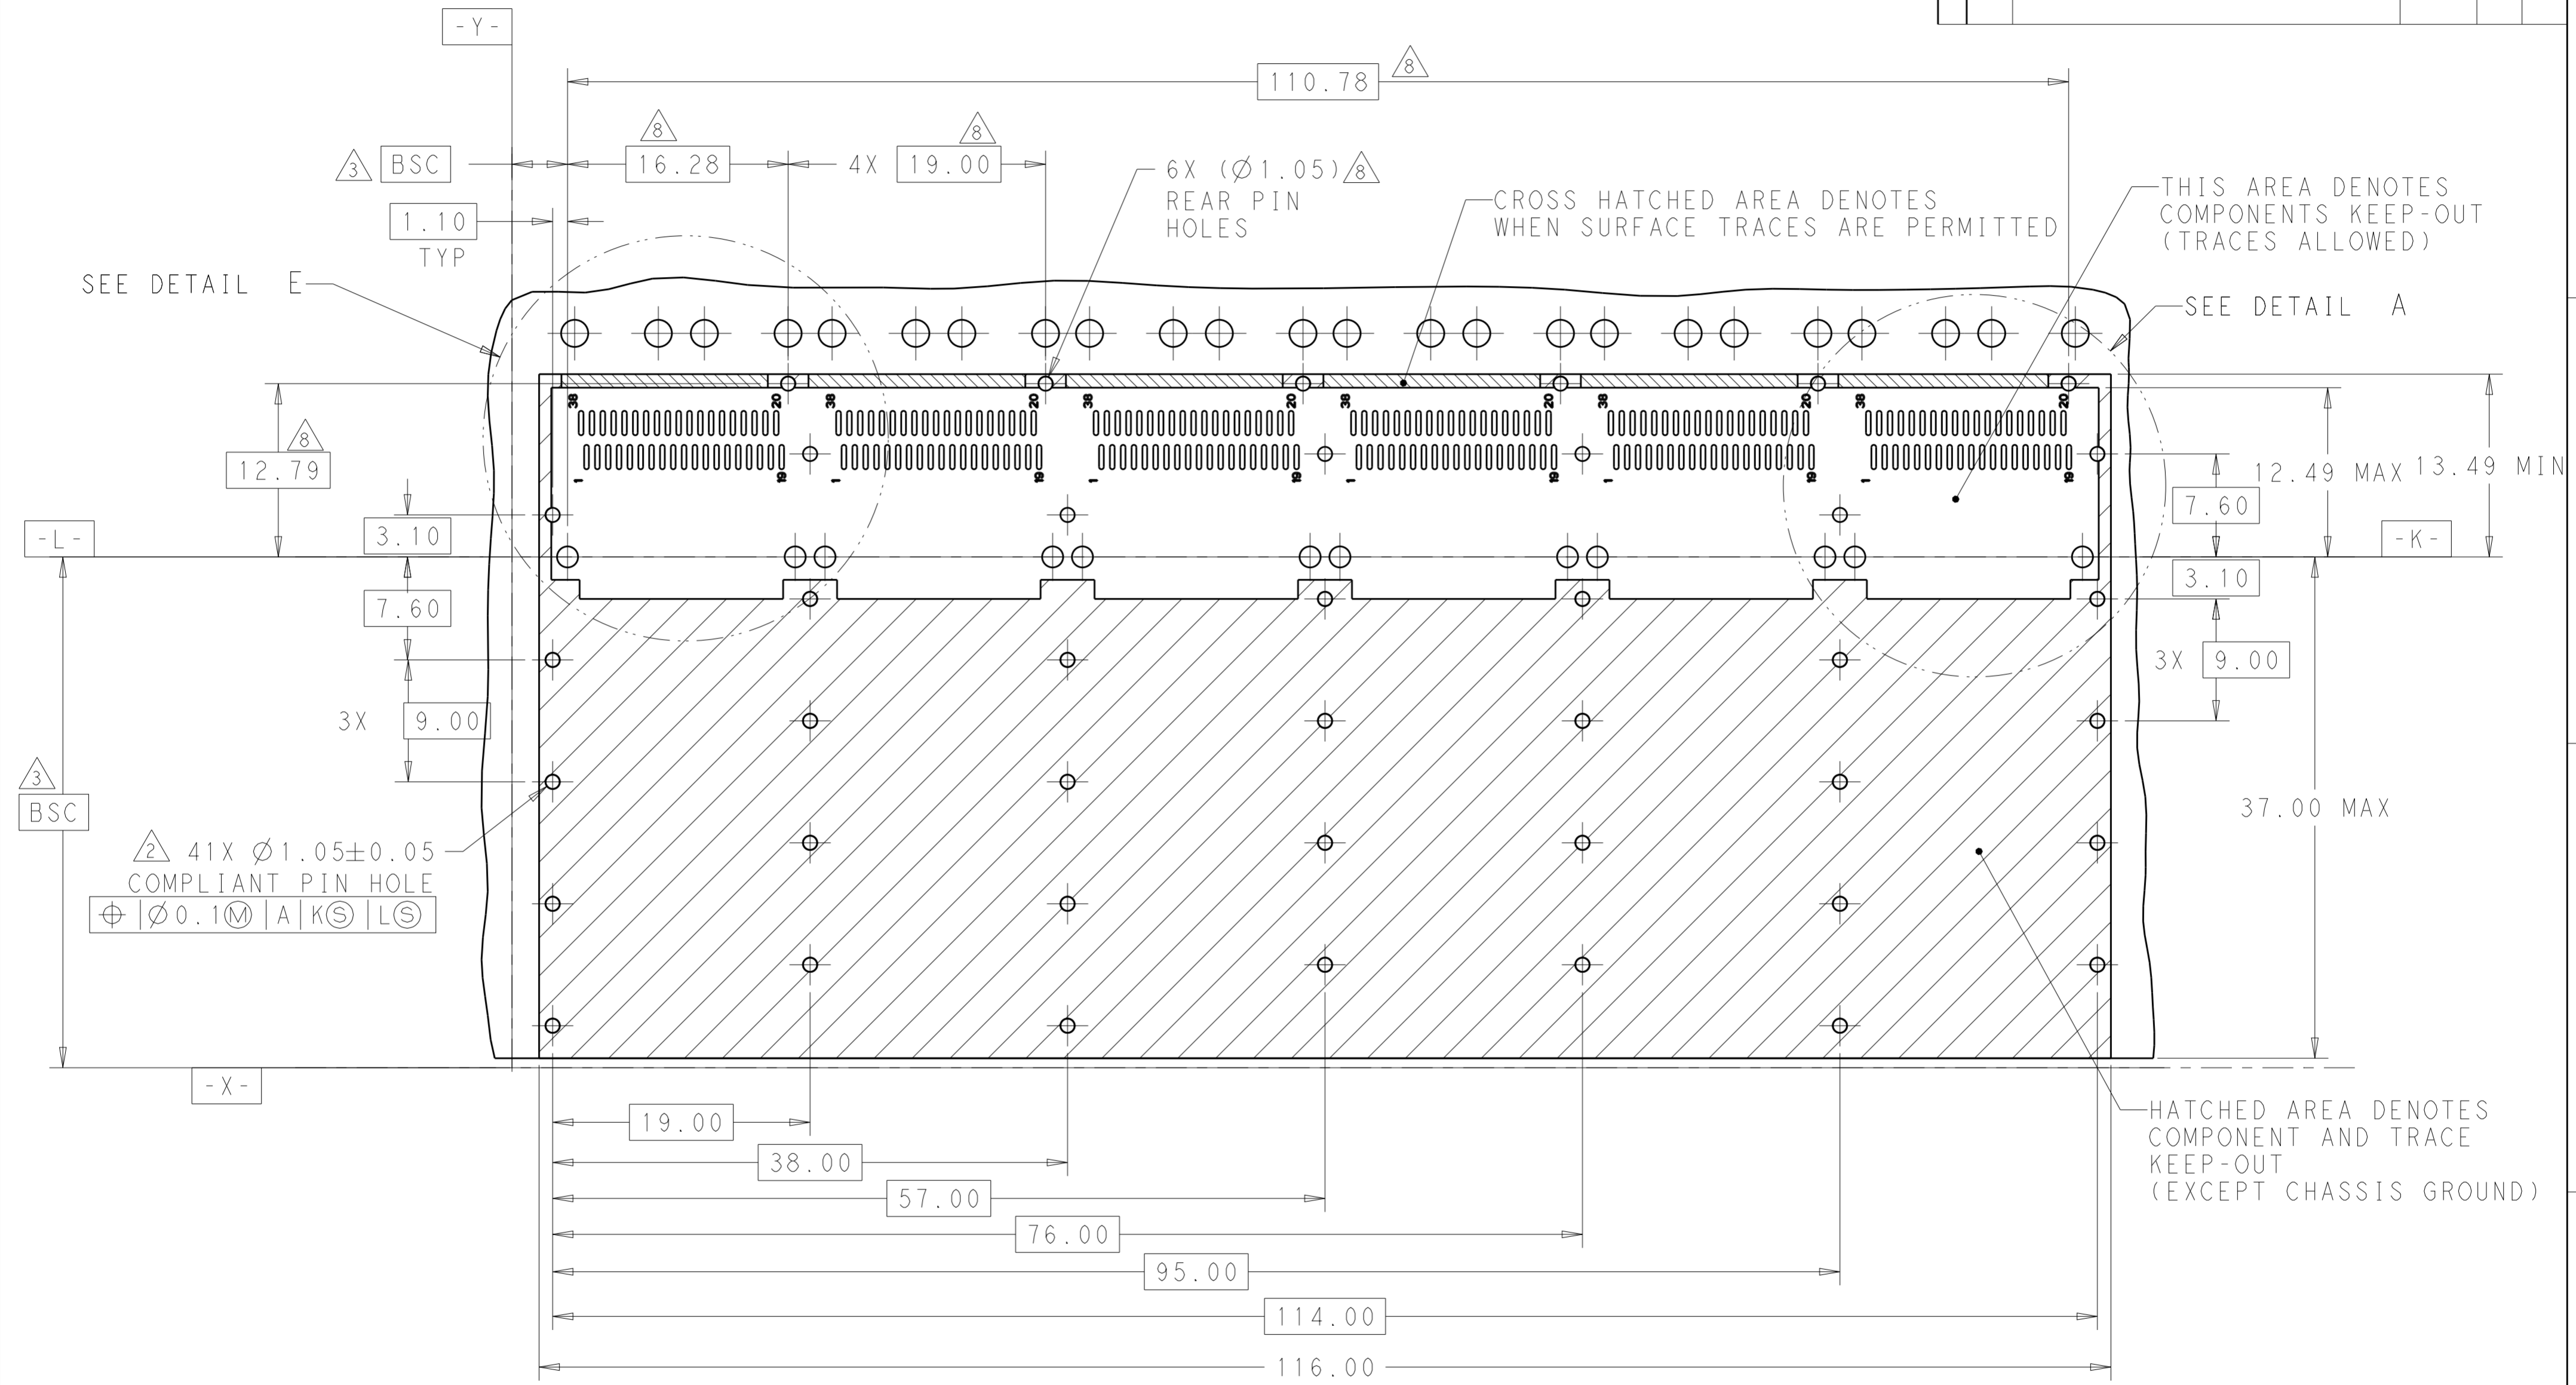 -Y-
110.78 8
8 8
3 BSC 16.28 4X 19.00
6X (Ø1.05) 8
REAR PIN
HOLES
CROSS HATCHED AREA DENOTES
WHEN SURFACE TRACES ARE PERMITTED
THIS AREA DENOTES
COMPONENTS KEEP-OUT
(TRACES ALLOWED)
1.10
TYP
SEE DETAIL E
SEE DETAIL A
38 20 38 20 38 20 38 20 38 20 38 20
1 19 1 19 1 19 1 19 1 19 1 19
8
12.79
12.49 MAX
13.49 MIN
7.60
3.10
-L-
-K-
3.10
7.60
3X 9.00
3X 9.00
3
BSC
37.00 MAX
2 41X Ø1.05±0.05
COMPLIANT PIN HOLE
⌖|Ø0.1Ⓜ|A|KⓈ|LⓈ
-X-
19.00
38.00
57.00
76.00
95.00
114.00
116.00
HATCHED AREA DENOTES
COMPONENT AND TRACE
KEEP-OUT
(EXCEPT CHASSIS GROUND)